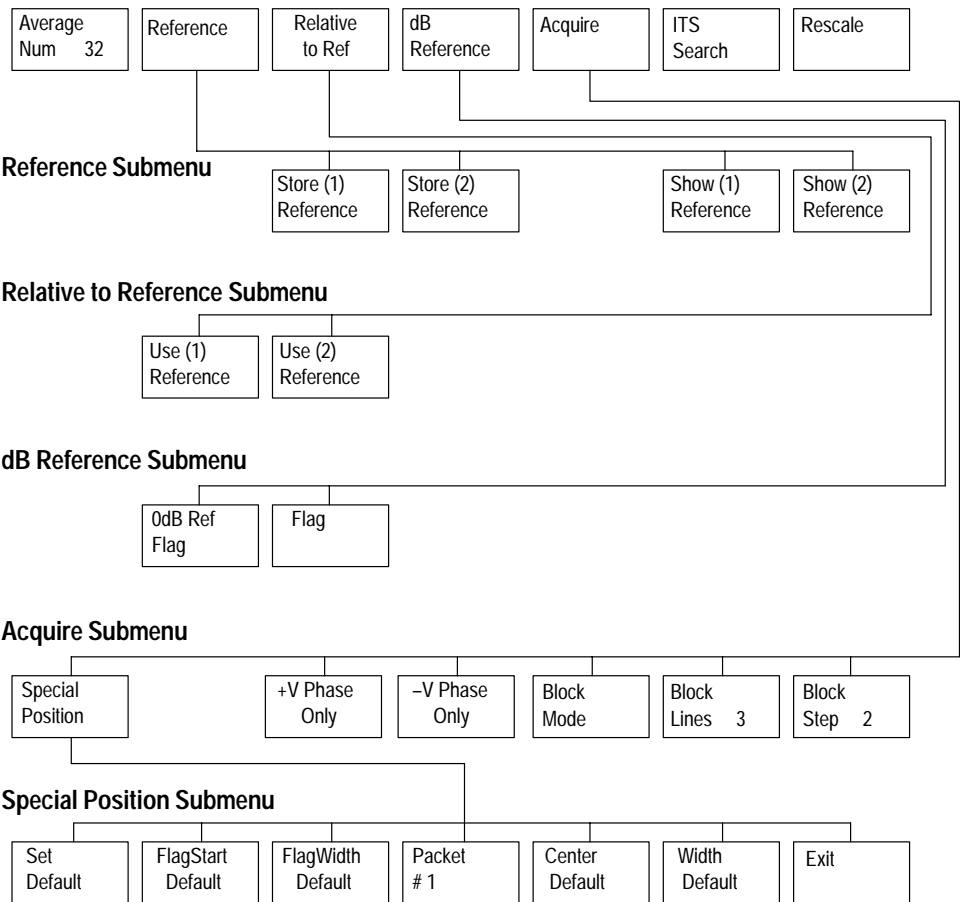 Average
Num 32
Reference
Relative
to Ref
dB
Reference
Acquire
ITS
Search
Rescale
Reference Submenu
Store (1)
Reference
Store (2)
Reference
Show (1)
Reference
Show (2)
Reference
Relative to Reference Submenu
Use (1)
Reference
Use (2)
Reference
dB Reference Submenu
0dB Ref
Flag
Flag
Acquire Submenu
Special
Position
+V Phase
Only
–V Phase
Only
Block
Mode
Block
Lines 3
Block
Step 2
Special Position Submenu
Set
Default
FlagStart
Default
FlagWidth
Default
Packet
# 1
Center
Default
Width
Default
Exit